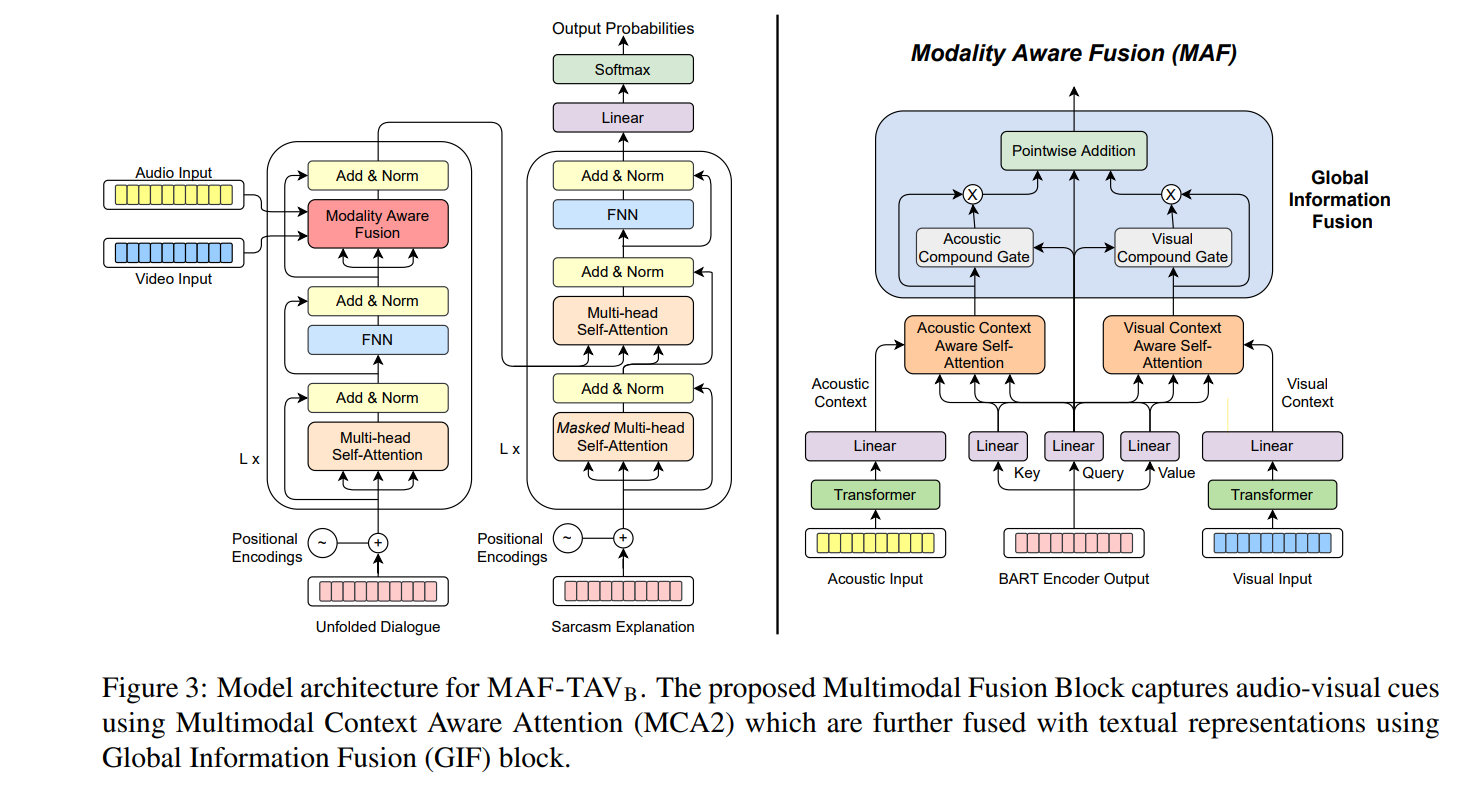 Output Probabilities
Softmax
Linear
Add & Norm
FNN
Add & Norm
Multi-head
Self-Attention
Add & Norm
Masked Multi-head
Self-Attention
L x
Positional
Encodings
~
+
Sarcasm Explanation
Audio Input
Video Input
Add & Norm
Modality Aware
Fusion
Add & Norm
FNN
Add & Norm
Multi-head
Self-Attention
L x
Positional
Encodings
~
+
Unfolded Dialogue
Modality Aware Fusion (MAF)
Pointwise Addition
X
X
Global
Information
Fusion
Acoustic
Compound Gate
Visual
Compound Gate
Acoustic Context
Aware Self-
Attention
Visual Context
Aware Self-
Attention
Acoustic
Context
Visual
Context
Linear
Linear
Linear
Linear
Linear
Key
Query
Value
Transformer
Transformer
Acoustic Input
BART Encoder Output
Visual Input
Figure 3: Model architecture for MAF-TAVB. The proposed Multimodal Fusion Block captures audio-visual cues
using Multimodal Context Aware Attention (MCA2) which are further fused with textual representations using
Global Information Fusion (GIF) block.